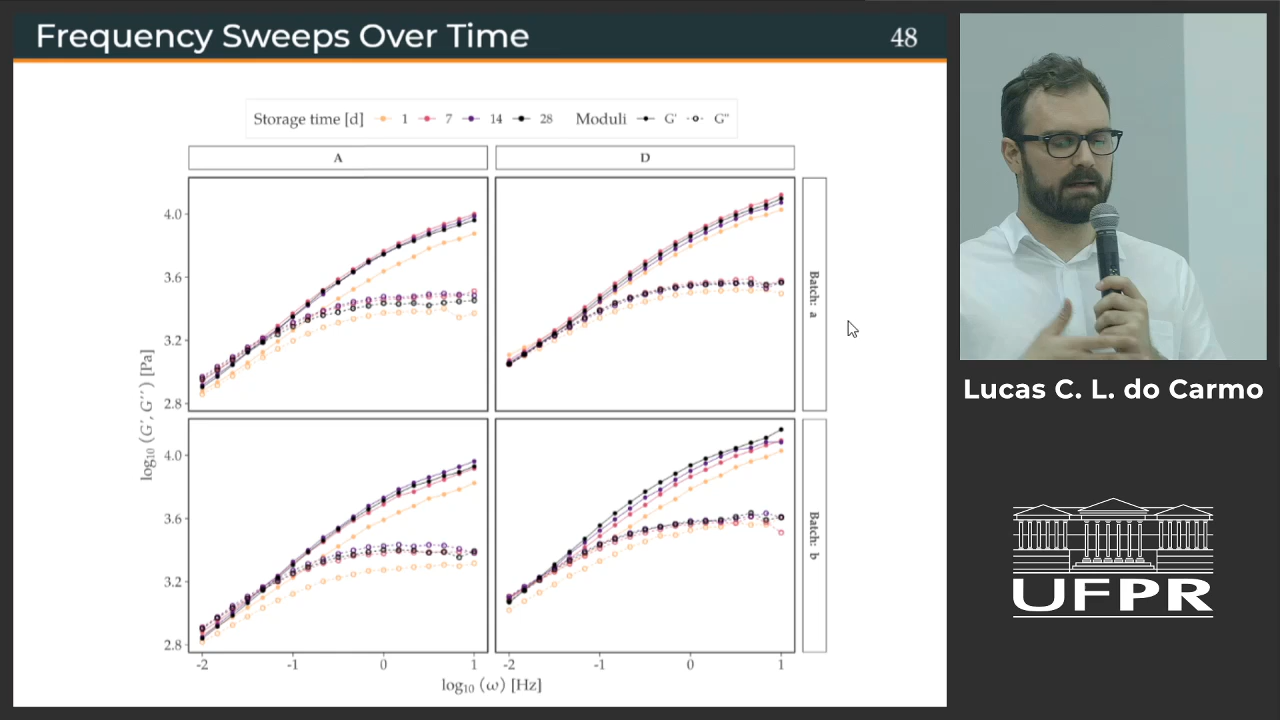 Frequency Sweeps Over Time
48
Storage time [d] 1 7 14 28 Moduli G' G''
A
D
4.0
3.6
3.2
2.8
Batch: a
log₁₀ (G', G'') [Pa]
4.0
3.6
3.2
2.8
Batch: b
-2 -1 0 1
-2 -1 0 1
log₁₀ (ω) [Hz]
Lucas C. L. do Carmo
UFPR